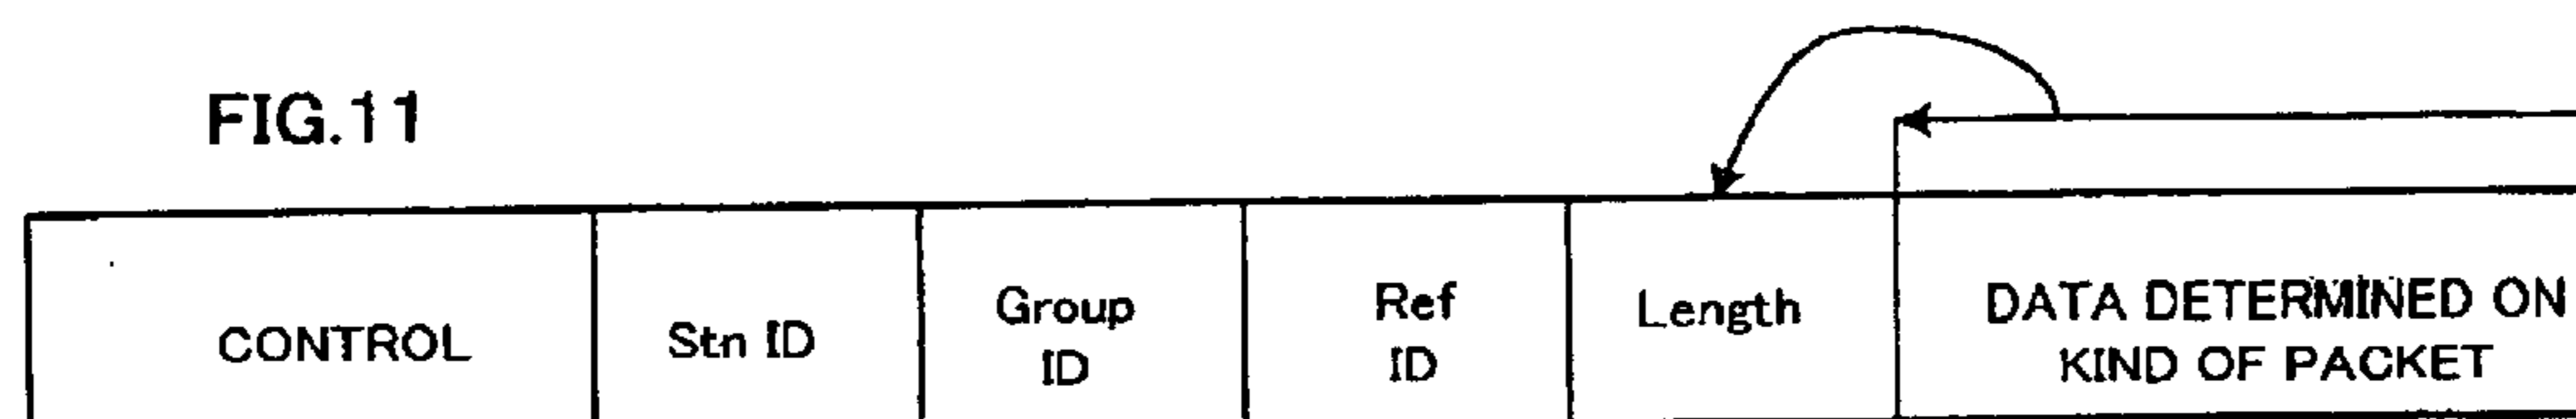 FIG.11
CONTROL
Stn ID
Group
ID
Ref
ID
Length
DATA DETERMINED ON
KIND OF PACKET